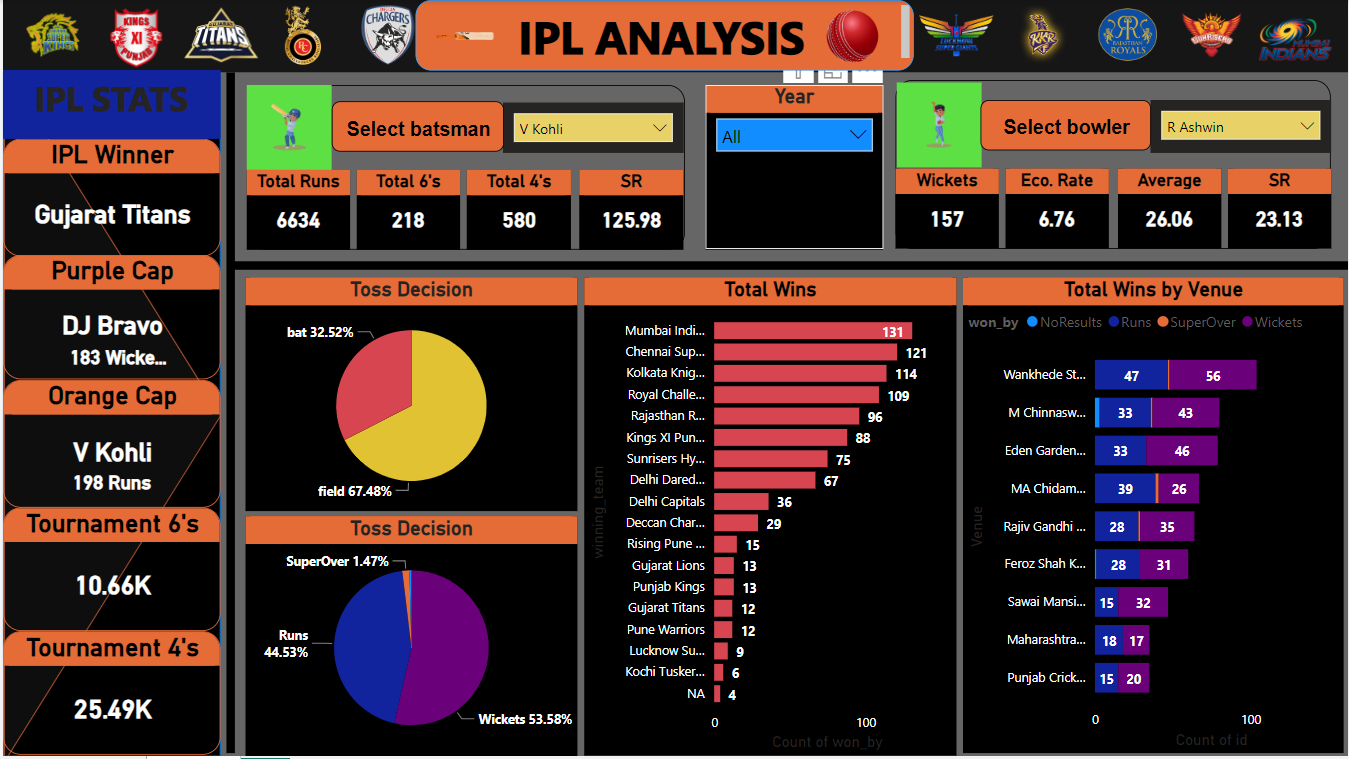 KINGS
XI
PUNJAB
GUJARAT
TITANS
CHARGERS
IPL ANALYSIS
SUPER GIANTS
KKR
RR
RAJASTHAN
ROYALS
SUNRISERS
MUMBAI
INDIANS
IPL STATS
IPL Winner
Gujarat Titans
Purple Cap
DJ Bravo
183 Wicke...
Orange Cap
V Kohli
198 Runs
Tournament 6's
10.66K
Tournament 4's
25.49K
Select batsman
V Kohli
Total Runs
Total 6's
Total 4's
SR
6634
218
580
125.98
Year
All
Select bowler
R Ashwin
Wickets
Eco. Rate
Average
SR
157
6.76
26.06
23.13
Toss Decision
bat 32.52%
field 67.48%
Toss Decision
SuperOver 1.47%
Runs
44.53%
Wickets 53.58%
Total Wins
winning_team
Mumbai Indi... 131
Chennai Sup... 121
Kolkata Knig... 114
Royal Challe... 109
Rajasthan R... 96
Kings XI Pun... 88
Sunrisers Hy... 75
Delhi Dared... 67
Delhi Capitals 36
Deccan Char... 29
Rising Pune ... 15
Gujarat Lions 13
Punjab Kings 13
Gujarat Titans 12
Pune Warriors 12
Lucknow Su... 9
Kochi Tusker... 6
NA 4
0 100
Count of won_by
Total Wins by Venue
won_by NoResults Runs SuperOver Wickets
Venue
Wankhede St... 47 56
M Chinnasw... 33 43
Eden Garden... 33 46
MA Chidam... 39 26
Rajiv Gandhi ... 28 35
Feroz Shah K... 28 31
Sawai Mansi... 15 32
Maharashtra... 18 17
Punjab Crick... 15 20
0 100
Count of id